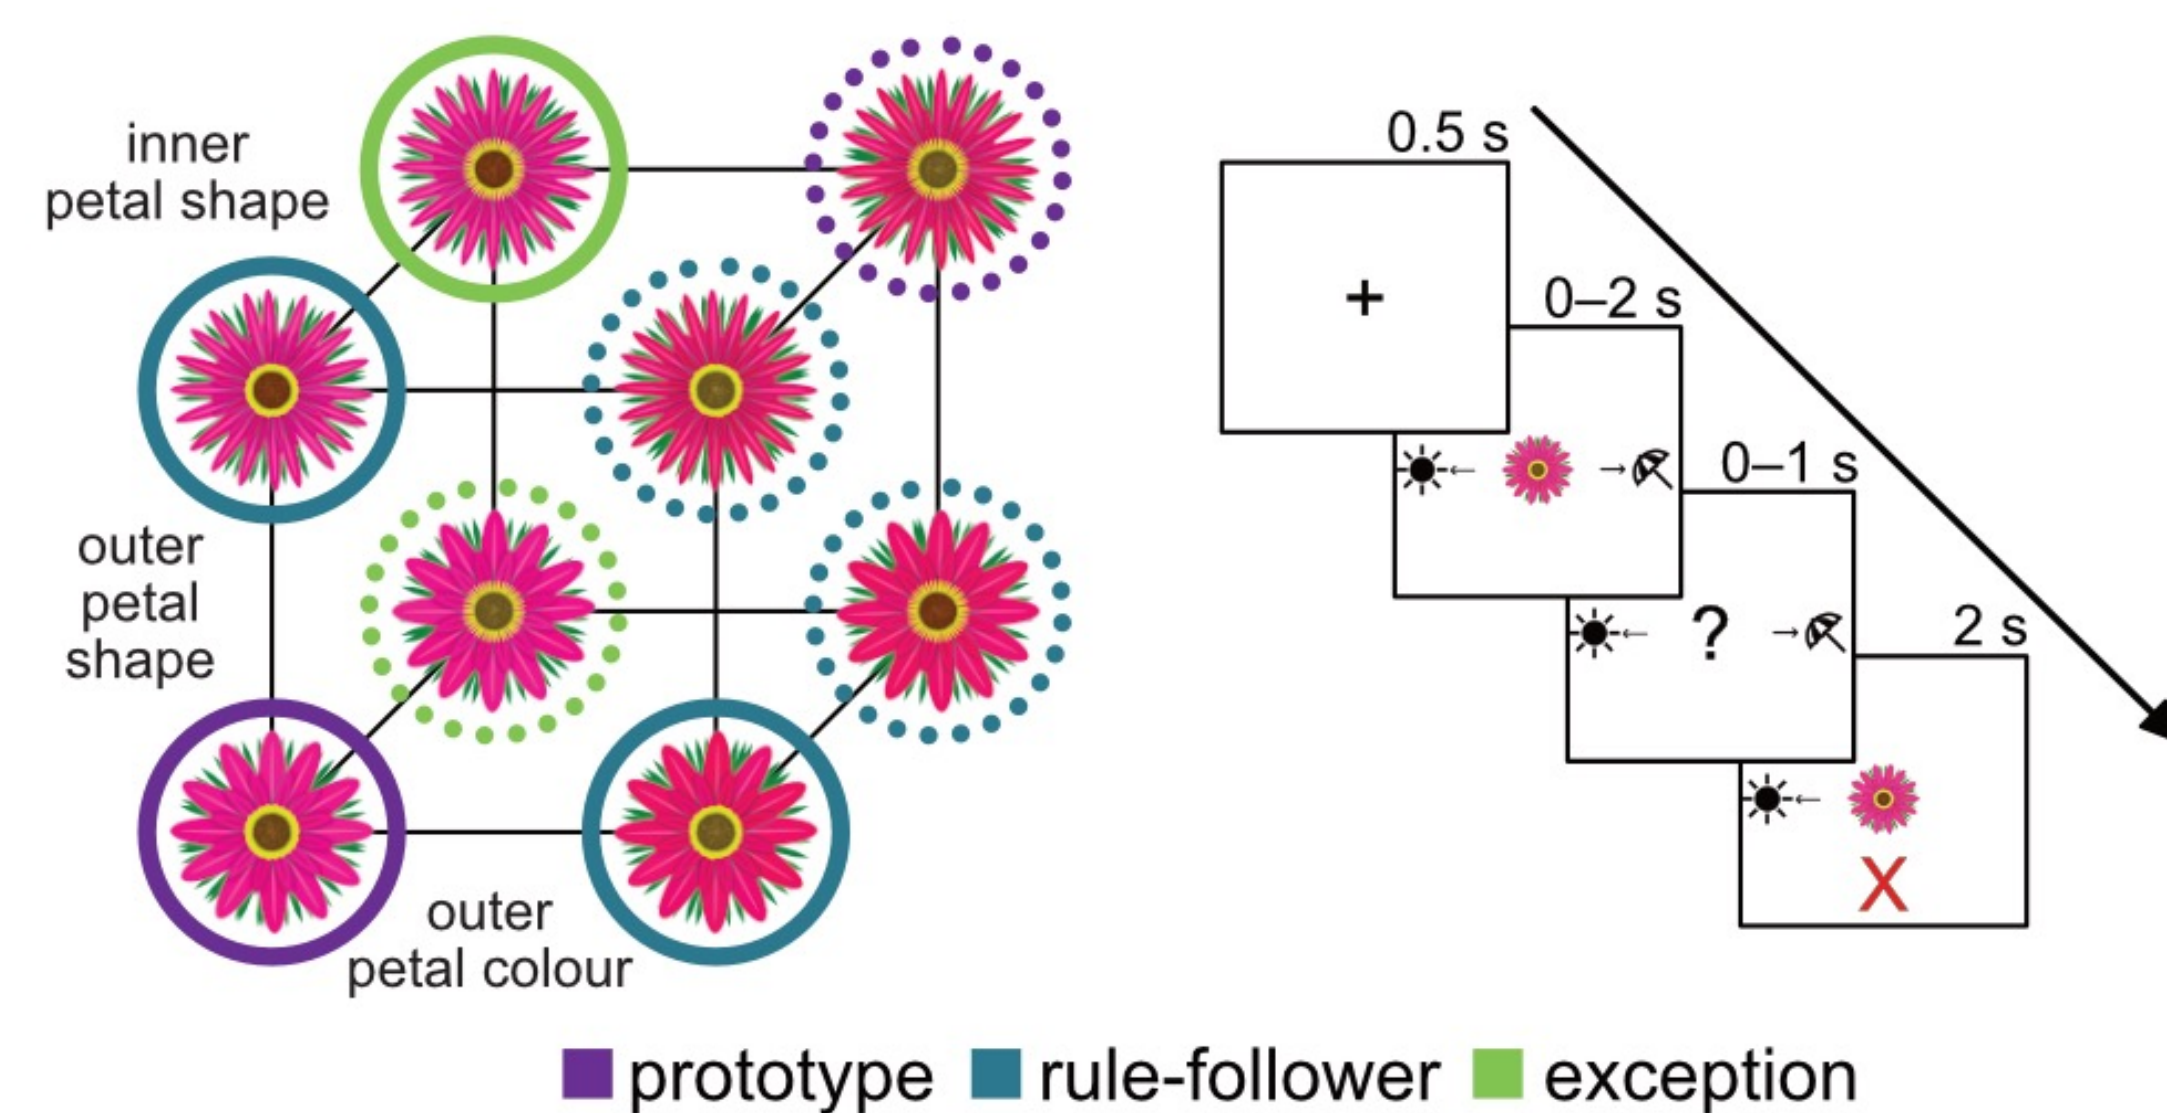 inner
petal shape
outer
petal
shape
outer
petal colour
0.5 s
+
0–2 s
0–1 s
?
2 s
X
prototype
rule-follower
exception